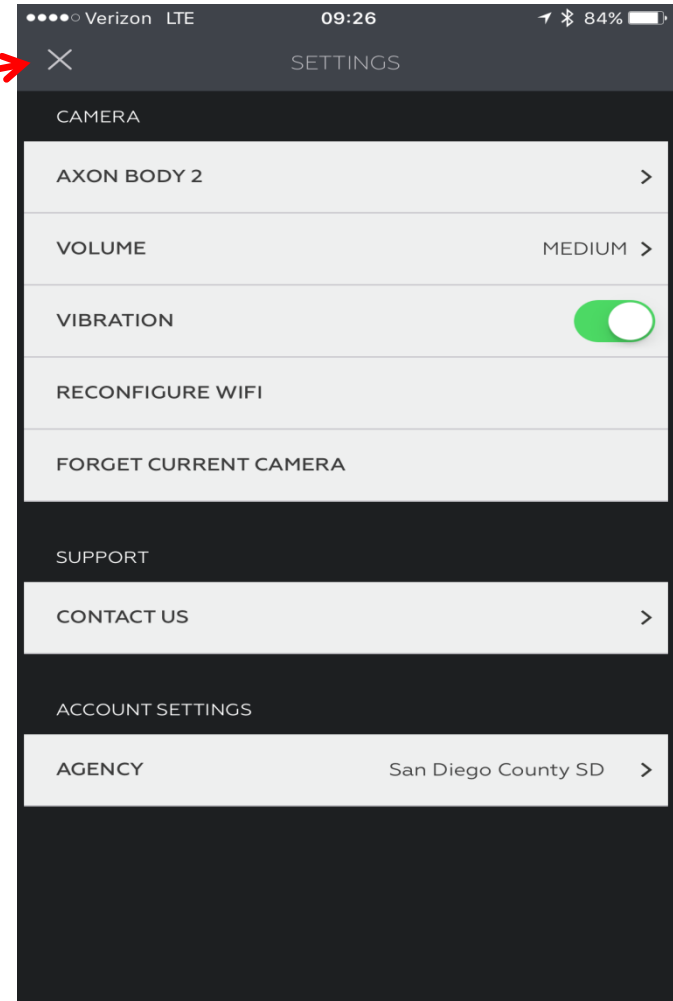 Verizon LTE 09:26 84%
SETTINGS
CAMERA
AXON BODY 2
VOLUME MEDIUM
VIBRATION
RECONFIGURE WIFI
FORGET CURRENT CAMERA
SUPPORT
CONTACT US
ACCOUNT SETTINGS
AGENCY San Diego County SD